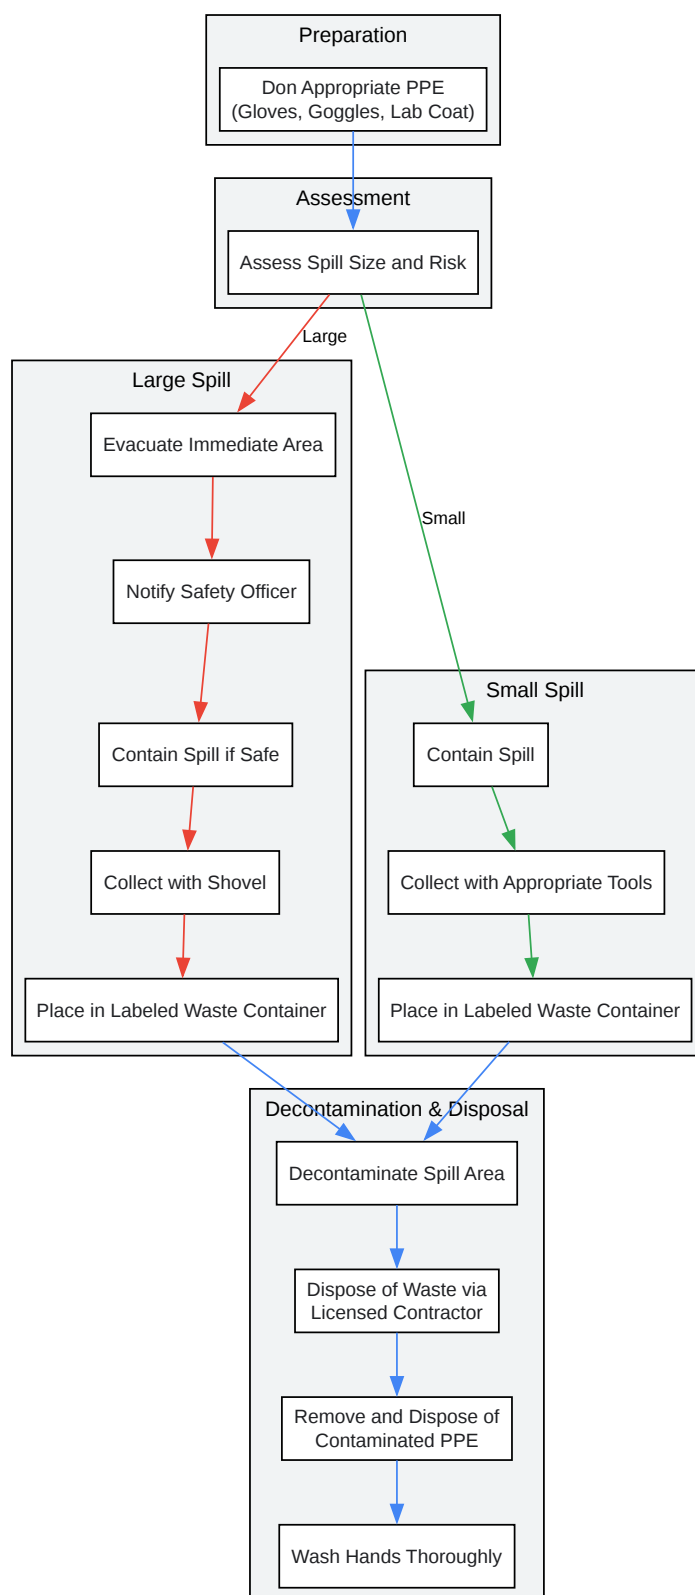 Preparation
Don Appropriate PPE
(Gloves, Goggles, Lab Coat)
Assessment
Assess Spill Size and Risk
Large
Large Spill
Evacuate Immediate Area
Small
Notify Safety Officer
Small Spill
Contain Spill if Safe
Contain Spill
Collect with Shovel
Collect with Appropriate Tools
Place in Labeled Waste Container
Place in Labeled Waste Container
Decontamination & Disposal
Decontaminate Spill Area
Dispose of Waste via
Licensed Contractor
Remove and Dispose of
Contaminated PPE
Wash Hands Thoroughly